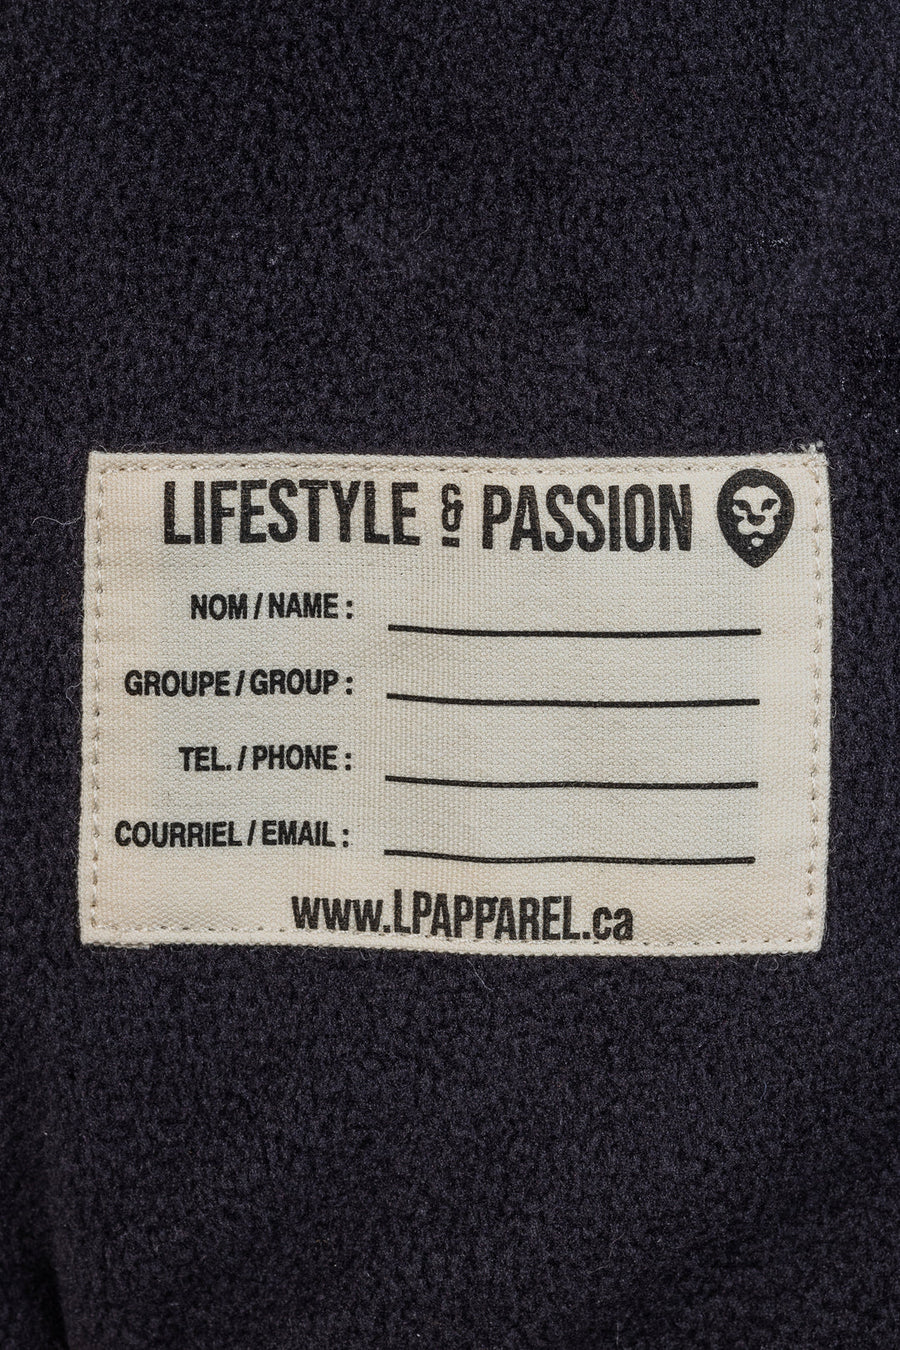 LIFESTYLE & PASSION
NOM / NAME :
GROUPE / GROUP :
TEL. / PHONE :
COURRIEL / EMAIL :
www.LPAPPAREL.ca